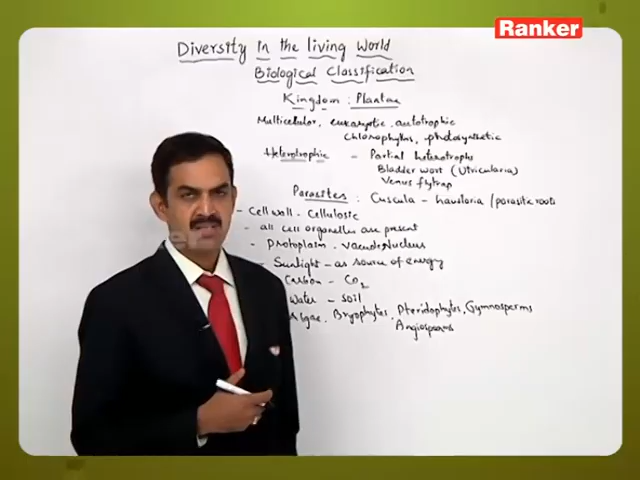 Ranker
Diversity in the living World
Biological Classification
Kingdom : Plantae
Multicellular, eukaryotic, autotrophic
chlorophyllus, photosynthetic
Heterotrophic - Partial heterotrophs
Bladder wort (Utricularia)
Venus flytrap
Parasites : Cuscuta - haustoria / parasitic roots
- Cell wall - Cellulosic
- all cell organelles are present
- Protoplasm - vacuole nucleus
- Sunlight - as source of energy
Carbon - CO2
Water - soil
Algae, Bryophytes, Pteridophytes, Gymnosperms
Angiosperms